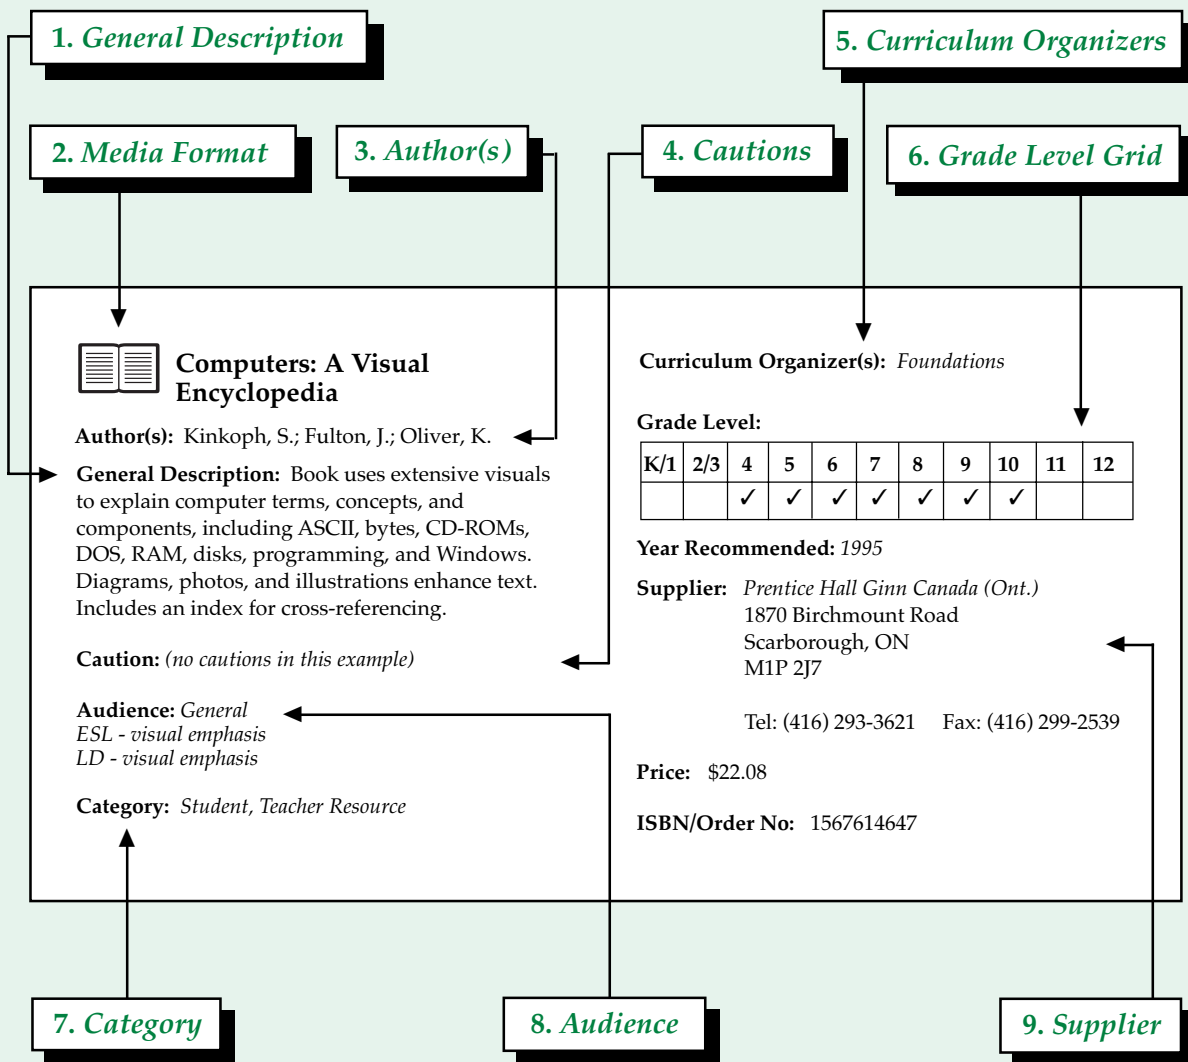 1. General Description
5. Curriculum Organizers
2. Media Format
3. Author(s)
4. Cautions
6. Grade Level Grid
Computers: A Visual
Encyclopedia
Author(s): Kinkoph, S.; Fulton, J.; Oliver, K.
General Description: Book uses extensive visuals
to explain computer terms, concepts, and
components, including ASCII, bytes, CD-ROMs,
DOS, RAM, disks, programming, and Windows.
Diagrams, photos, and illustrations enhance text.
Includes an index for cross-referencing.
Caution: (no cautions in this example)
Audience: General
ESL - visual emphasis
LD - visual emphasis
Category: Student, Teacher Resource
Curriculum Organizer(s): Foundations
Grade Level:
K/1 2/3 4 5 6 7 8 9 10 11 12
✓ ✓ ✓ ✓ ✓ ✓ ✓
Year Recommended: 1995
Supplier: Prentice Hall Ginn Canada (Ont.)
1870 Birchmount Road
Scarborough, ON
M1P 2J7
Tel: (416) 293-3621 Fax: (416) 299-2539
Price: $22.08
ISBN/Order No: 1567614647
7. Category
8. Audience
9. Supplier